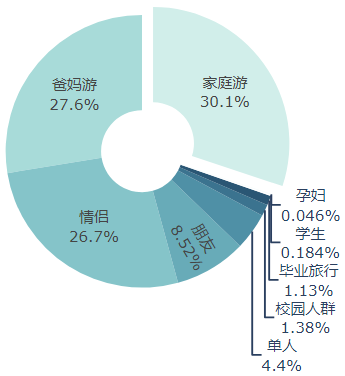 家庭游
30.1%
爸妈游
27.6%
情侣
26.7%
朋友
8.52%
孕妇
0.046%
学生
0.184%
毕业旅行
1.13%
校园人群
1.38%
单人
4.4%